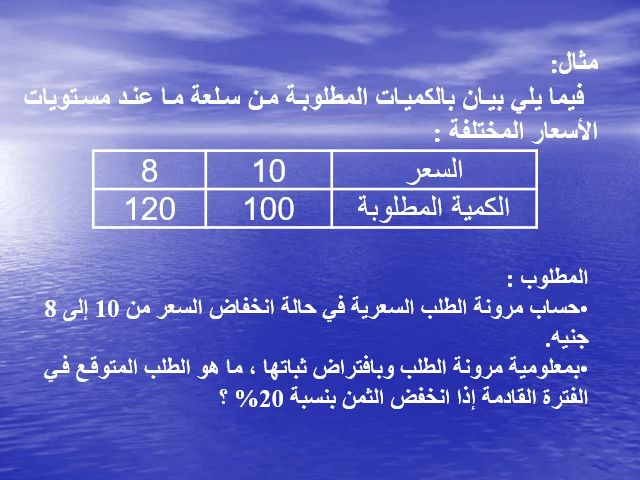 مثال:
فيما يلي بيان بالكميات المطلوبة من سلعة ما عند مستويات
الأسعار المختلفة :
السعر 10 8
الكمية المطلوبة 100 120
المطلوب :
•حساب مرونة الطلب السعرية في حالة انخفاض السعر من 10 إلى 8
جنيه.
•بمعلومية مرونة الطلب وبافتراض ثباتها ، ما هو الطلب المتوقع في
الفترة القادمة إذا انخفض الثمن بنسبة 20% ؟